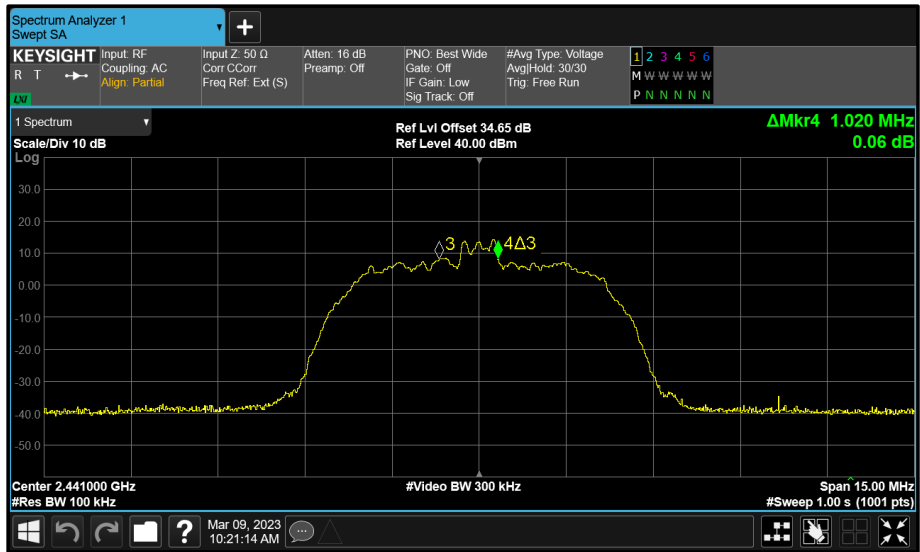 Spectrum Analyzer 1
Swept SA
KEYSIGHT
R T
LXI
Input: RF
Coupling: AC
Align: Partial
Input Z: 50 Ω
Corr CCorr
Freq Ref: Ext (S)
Atten: 16 dB
Preamp: Off
PNO: Best Wide
Gate: Off
IF Gain: Low
Sig Track: Off
#Avg Type: Voltage
Avg|Hold: 30/30
Trig: Free Run
1 2 3 4 5 6
M W W W W W
P N N N N N
1 Spectrum
Scale/Div 10 dB
Ref Lvl Offset 34.65 dB
Ref Level 40.00 dBm
ΔMkr4 1.020 MHz
0.06 dB
Log
30.0
20.0
10.0
0.00
-10.0
-20.0
-30.0
-40.0
-50.0
3
4Δ3
Center 2.441000 GHz
#Res BW 100 kHz
#Video BW 300 kHz
Span 15.00 MHz
#Sweep 1.00 s (1001 pts)
?
Mar 09, 2023
10:21:14 AM